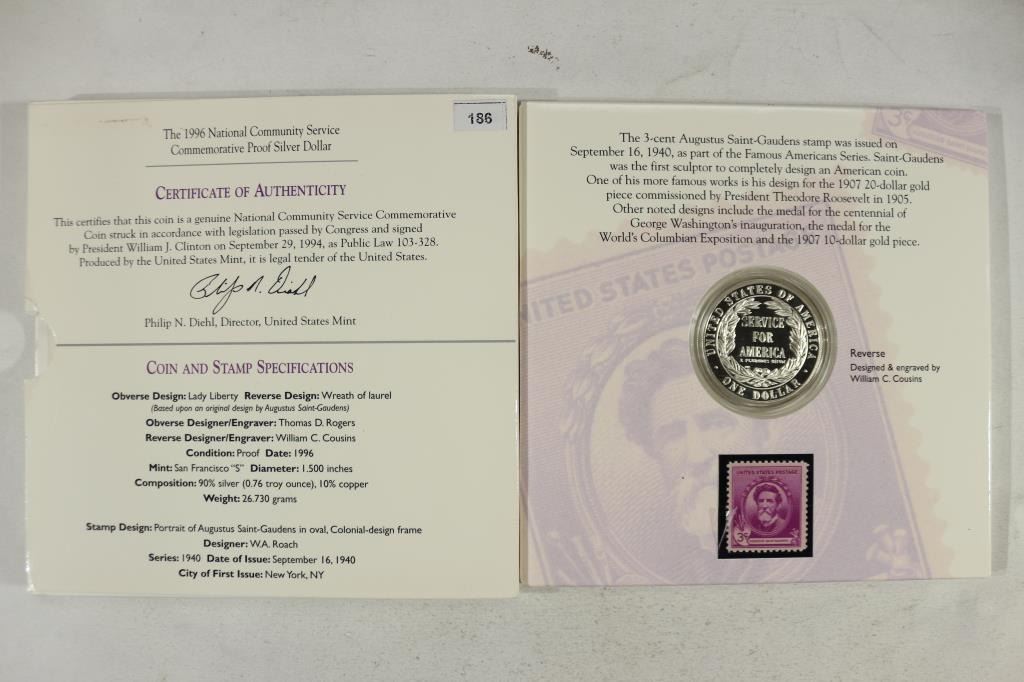 186
The 1996 National Community Service
Commemorative Proof Silver Dollar
CERTIFICATE OF AUTHENTICITY
This certifies that this coin is a genuine National Community Service Commemorative
Coin struck in accordance with legislation passed by Congress and signed
by President William J. Clinton on September 29, 1994, as Public Law 103-328.
Produced by the United States Mint, it is legal tender of the United States.
Philip N. Diehl
Philip N. Diehl, Director, United States Mint
COIN AND STAMP SPECIFICATIONS
Obverse Design: Lady Liberty Reverse Design: Wreath of laurel
(Based upon an original design by Augustus Saint-Gaudens)
Obverse Designer/Engraver: Thomas D. Rogers
Reverse Designer/Engraver: William C. Cousins
Condition: Proof Date: 1996
Mint: San Francisco "S" Diameter: 1.500 inches
Composition: 90% silver (0.76 troy ounce), 10% copper
Weight: 26.730 grams
Stamp Design: Portrait of Augustus Saint-Gaudens in oval, Colonial-design frame
Designer: W.A. Roach
Series: 1940 Date of Issue: September 16, 1940
City of First Issue: New York, NY
3¢
The 3-cent Augustus Saint-Gaudens stamp was issued on
September 16, 1940, as part of the Famous Americans Series. Saint-Gaudens
was the first sculptor to completely design an American coin.
One of his more famous works is his design for the 1907 20-dollar gold
piece commissioned by President Theodore Roosevelt in 1905.
Other noted designs include the medal for the centennial of
George Washington's inauguration, the medal for the
World's Columbian Exposition and the 1907 10-dollar gold piece.
UNITED STATES POSTAGE
UNITED STATES OF AMERICA
SERVICE
FOR
AMERICA
E PLURIBUS UNUM
ONE DOLLAR
Reverse
Designed & engraved by
William C. Cousins
UNITED STATES POSTAGE
3¢